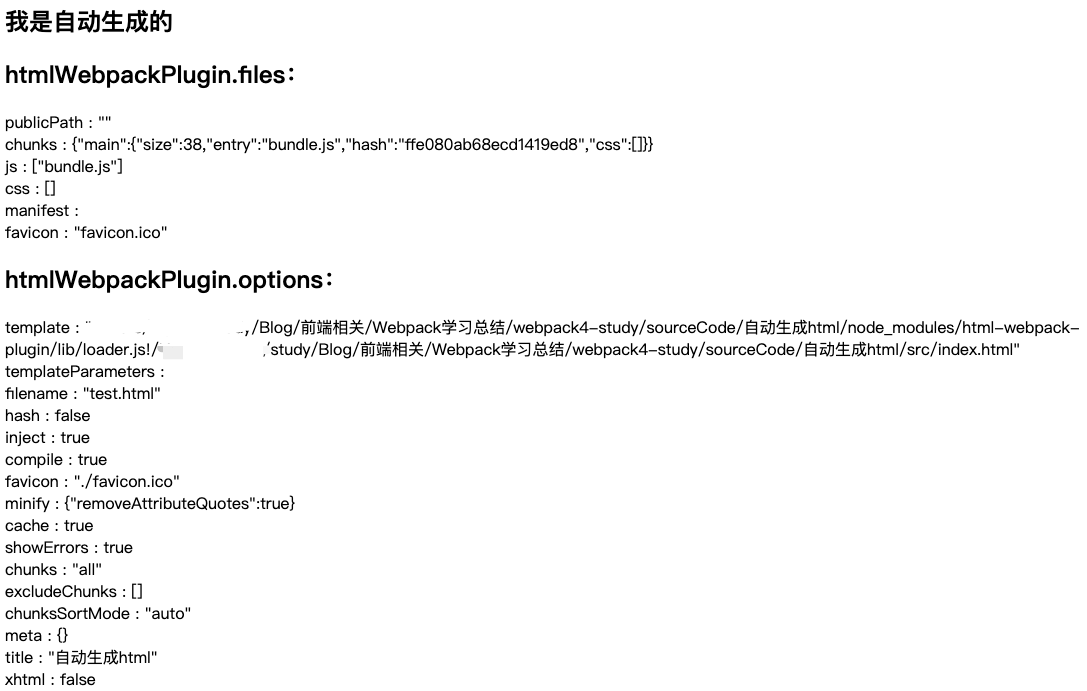 我是自动生成的
htmlWebpackPlugin.files：
publicPath : ""
chunks : {"main":{"size":38,"entry":"bundle.js","hash":"ffe080ab68ecd1419ed8","css":[]}}
js : ["bundle.js"]
css : []
manifest :
favicon : "favicon.ico"
htmlWebpackPlugin.options：
template : /Blog/前端相关/Webpack学习总结/webpack4-study/sourceCode/自动生成html/node_modules/html-webpack-
plugin/lib/loader.js!/ study/Blog/前端相关/Webpack学习总结/webpack4-study/sourceCode/自动生成html/src/index.html"
templateParameters :
filename : "test.html"
hash : false
inject : true
compile : true
favicon : "./favicon.ico"
minify : {"removeAttributeQuotes":true}
cache : true
showErrors : true
chunks : "all"
excludeChunks : []
chunksSortMode : "auto"
meta : {}
title : "自动生成html"
xhtml : false